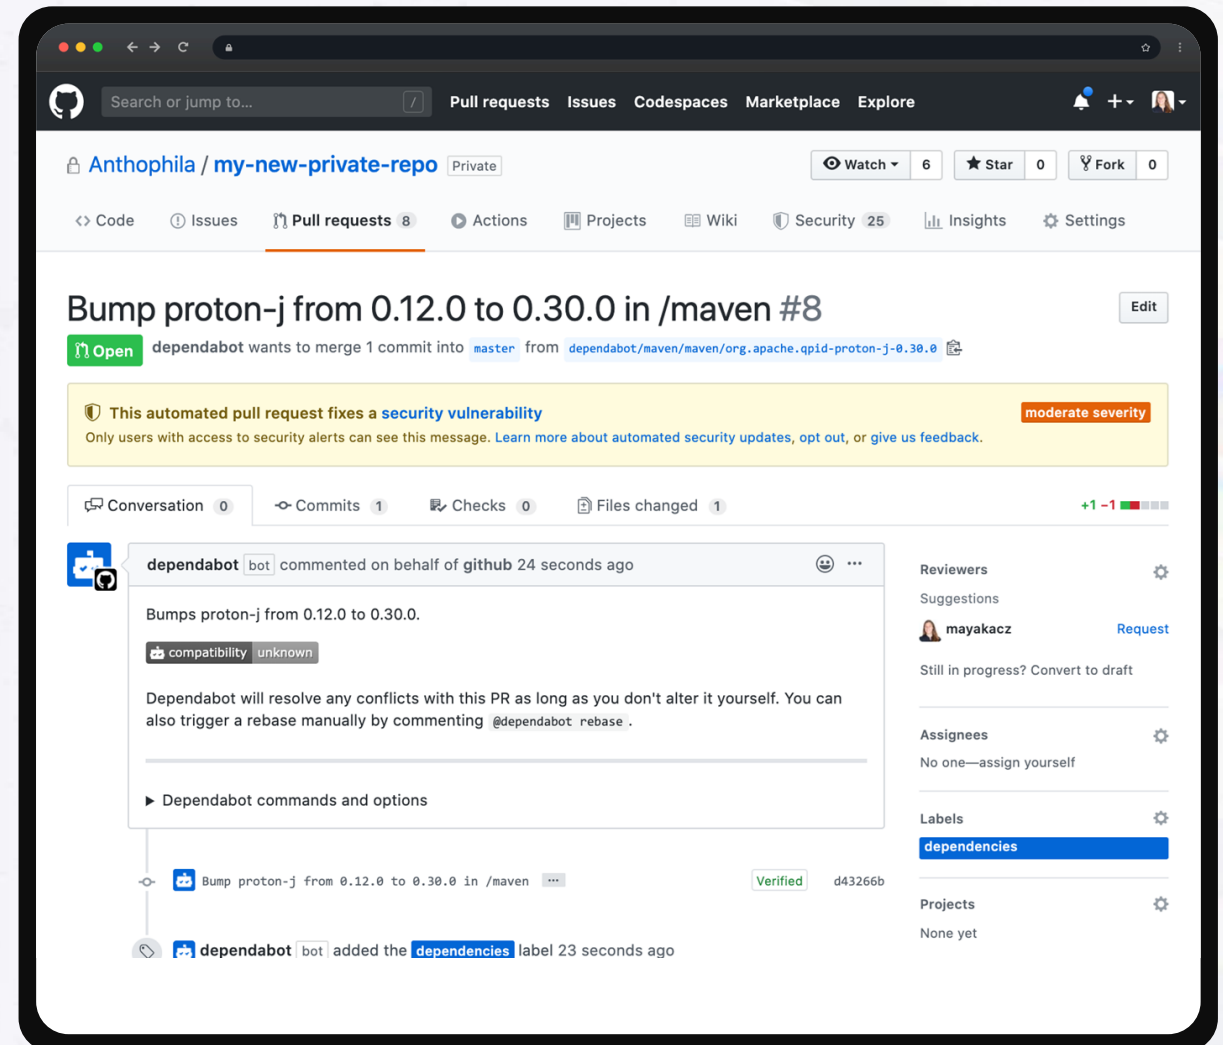 Search or jump to... / Pull requests Issues Codespaces Marketplace Explore
Anthophila / my-new-private-repo Private Watch 6 Star 0 Fork 0
Code Issues Pull requests 8 Actions Projects Wiki Security 25 Insights Settings
Bump proton-j from 0.12.0 to 0.30.0 in /maven #8 Edit
Open dependabot wants to merge 1 commit into master from dependabot/maven/maven/org.apache.qpid-proton-j-0.30.0
This automated pull request fixes a security vulnerability moderate severity
Only users with access to security alerts can see this message. Learn more about automated security updates, opt out, or give us feedback.
Conversation 0 Commits 1 Checks 0 Files changed 1 +1 −1
dependabot bot commented on behalf of github 24 seconds ago
Bumps proton-j from 0.12.0 to 0.30.0.
compatibility unknown
Dependabot will resolve any conflicts with this PR as long as you don't alter it yourself. You can
also trigger a rebase manually by commenting @dependabot rebase .
Dependabot commands and options
Bump proton-j from 0.12.0 to 0.30.0 in /maven ... Verified d43266b
dependabot bot added the dependencies label 23 seconds ago
Reviewers
Suggestions
mayakacz Request
Still in progress? Convert to draft
Assignees
No one—assign yourself
Labels
dependencies
Projects
None yet